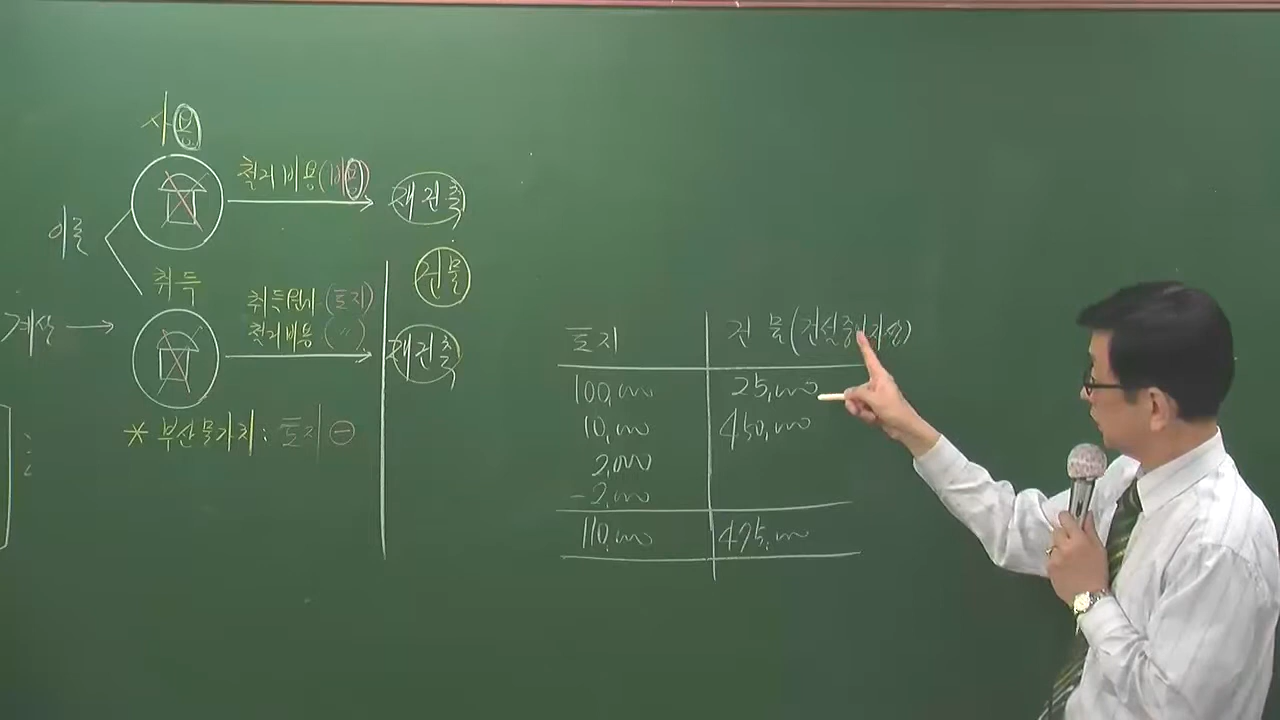 사용
철거비용(비용)
재건축
이론
건물
취득
취득원가(토지)
철거비용(〃)
계상 →
재건축
* 부산물가치: 토지 ⊖
토지 건물(건설중인자산)
100,000 25,000
10,000 450,000
2,000
-2,000
110,000 475,000